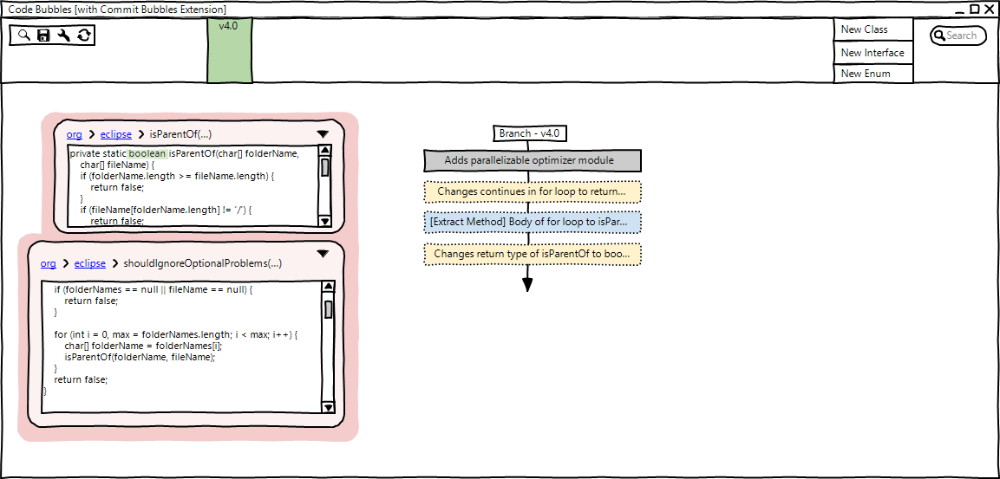 Code Bubbles [with Commit Bubbles Extension]
v4.0
New Class
New Interface
New Enum
Search
org
eclipse
isParentOf(...)
private static boolean isParentOf(char[] folderName,
char[] fileName) {
if (folderName.length >= fileName.length) {
return false;
}
if (fileName[folderName.length] != '/') {
return false;
org
eclipse
shouldIgnoreOptionalProblems(...)
if (folderNames == null || fileName == null) {
return false;
}
for (int i = 0, max = folderNames.length; i < max; i++) {
char[] folderName = folderNames[i];
isParentOf(folderName, fileName);
}
return false;
}
Branch - v4.0
Adds parallelizable optimizer module
Changes continues in for loop to return...
[Extract Method] Body of for loop to isPar...
Changes return type of isParentOf to boo...